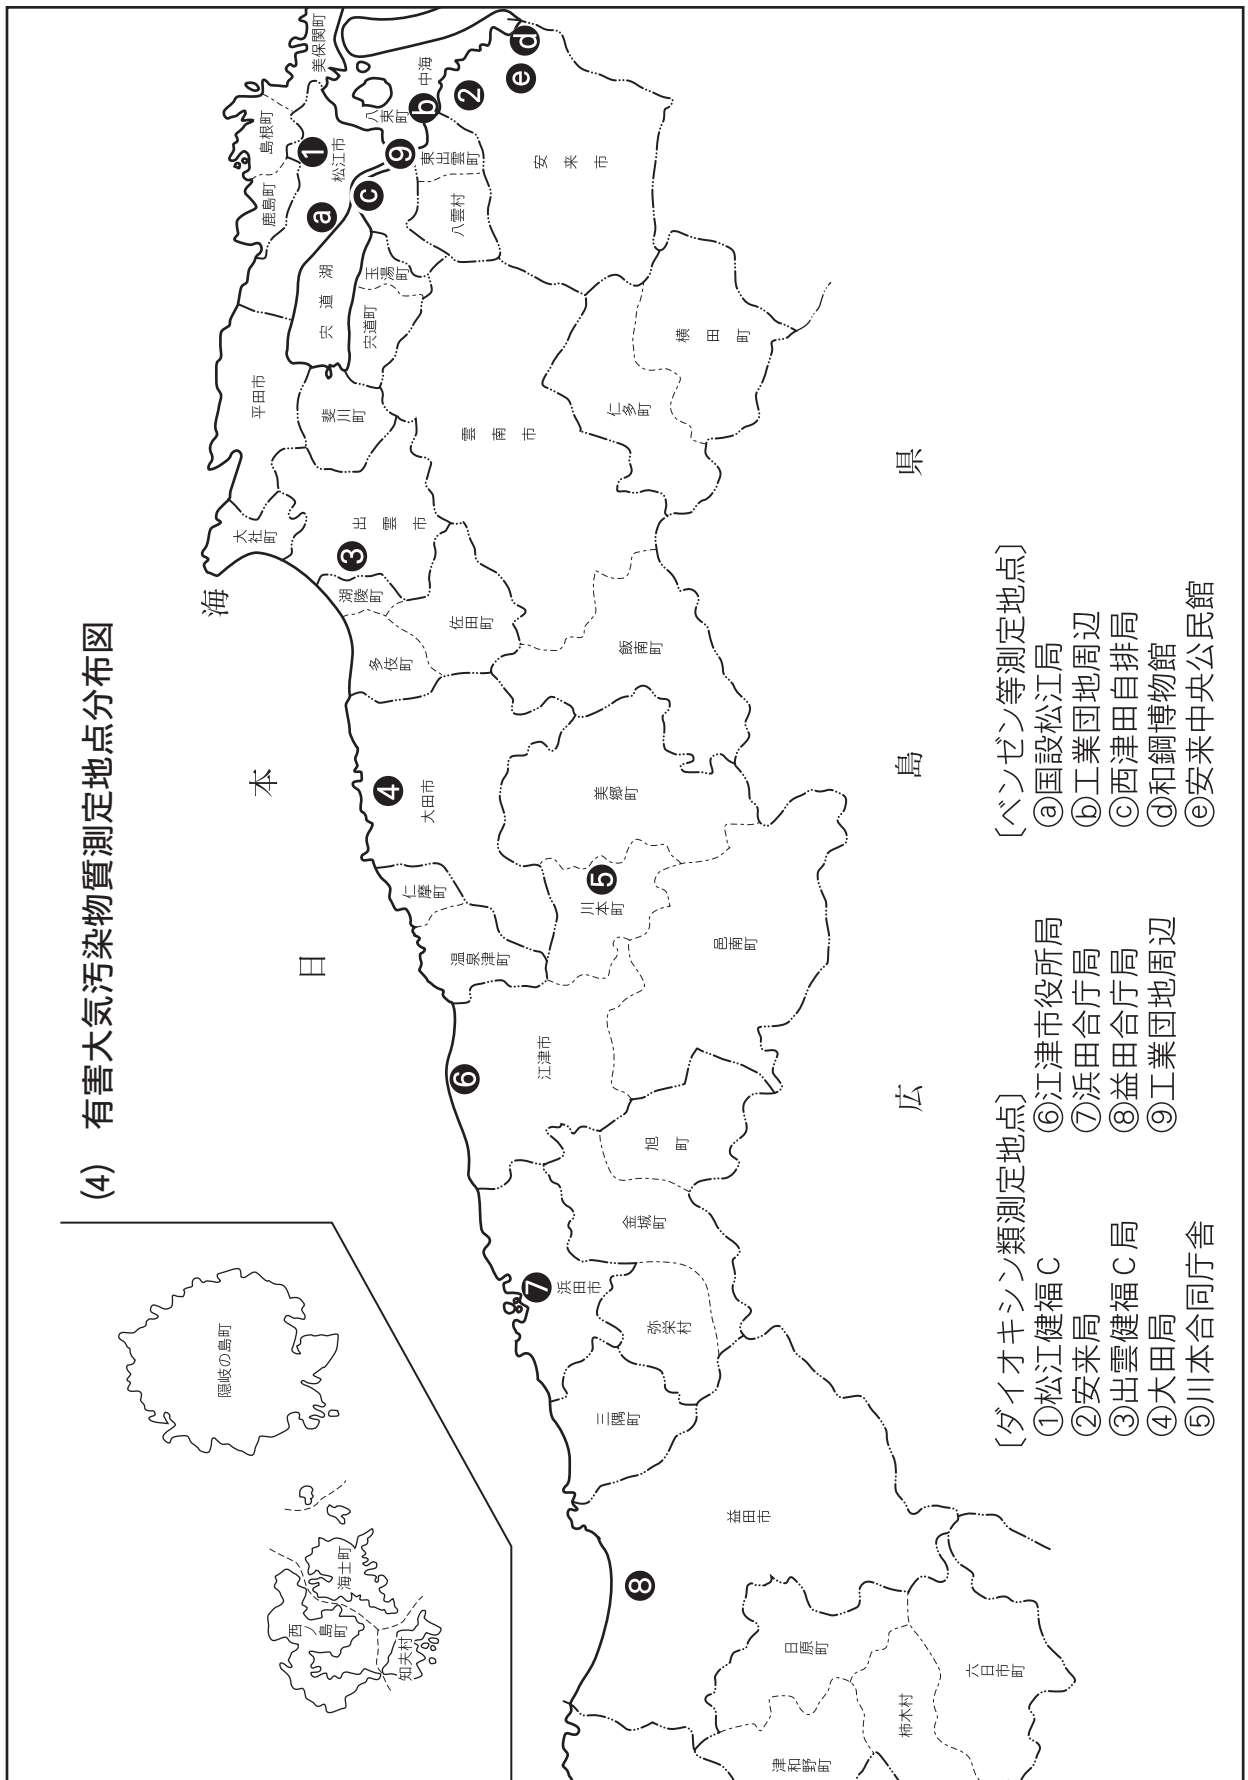 (4) 有害大気汚染物質測定地点分布図
日本海
広島県
隠岐の島町
海士町
西ノ島町
知夫村
美保関町
島根町
鹿島町
松江市
八束町
中海
東出雲町
八雲村
安来市
宍道湖
玉湯町
宍道町
平田市
斐川町
大社町
出雲市
湖陵町
多伎町
佐田町
雲南市
仁多町
横田町
飯南町
大田市
仁摩町
温泉津町
美郷町
川本町
邑南町
江津市
旭町
金城町
浜田市
弥栄村
三隅町
益田市
日原町
津和野町
柿木村
六日市町
1
2
3
4
5
6
7
8
9
a
b
c
d
e
〔ダイオキシン類測定地点〕
①松江健福C
②安来局
③出雲健福C局
④大田局
⑤川本合同庁舎
⑥江津市役所局
⑦浜田合庁局
⑧益田合庁局
⑨工業団地周辺
〔ベンゼン等測定地点〕
ⓐ国設松江局
ⓑ工業団地周辺
ⓒ西津田自排局
ⓓ和鋼博物館
ⓔ安来中央公民館